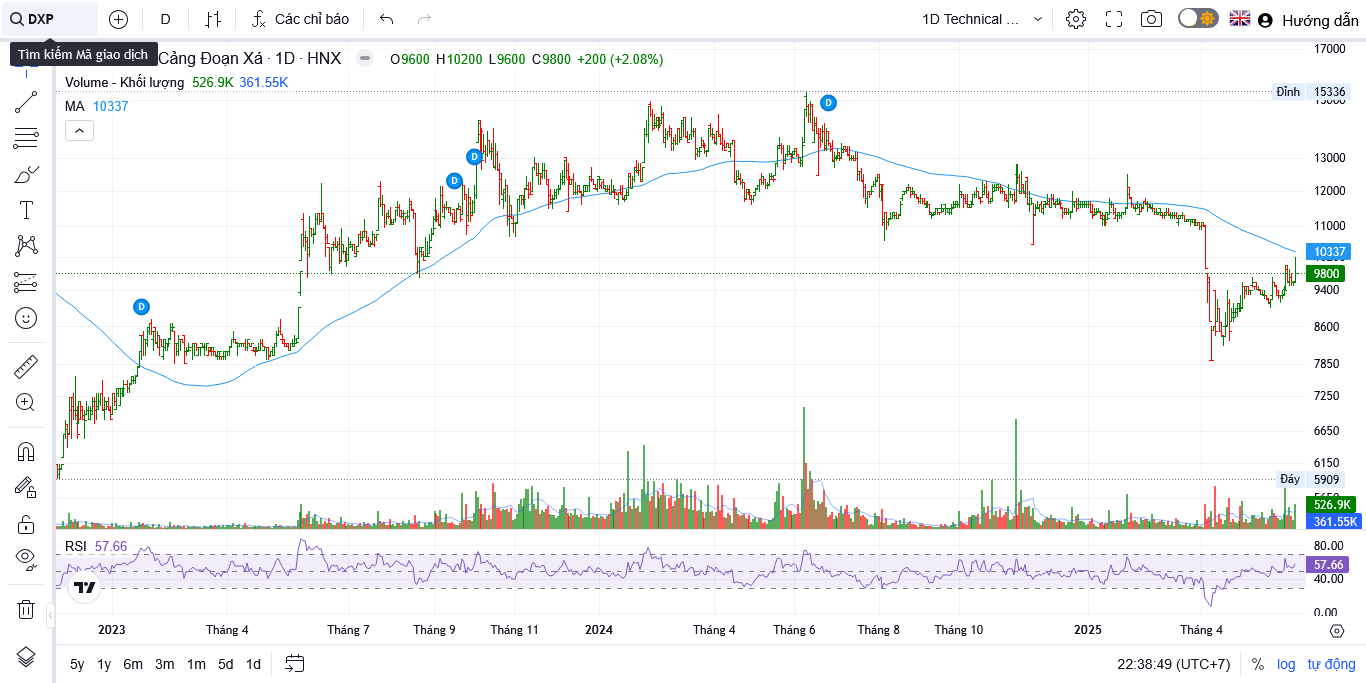 DXP D Các chỉ báo 1D Technical ... Hướng dẫn
Tìm kiếm Mã giao dịch
Cảng Đoạn Xá · 1D · HNX O9600 H10200 L9600 C9800 +200 (+2.08%)
Volume - Khối lượng 526.9K 361.55K
MA 10337
17000
Đỉnh 15336
15000
13000
12000
11000
10337
9800
9400
8600
7850
7250
6650
6150
Đáy 5909
526.9K
361.55K
D
D
D
D
RSI 57.66
80.00
57.66
40.00
0.00
2023 Tháng 4 Tháng 7 Tháng 9 Tháng 11 2024 Tháng 4 Tháng 6 Tháng 8 Tháng 10 2025 Tháng 4
5y 1y 6m 3m 1m 5d 1d 22:38:49 (UTC+7) % log tự động